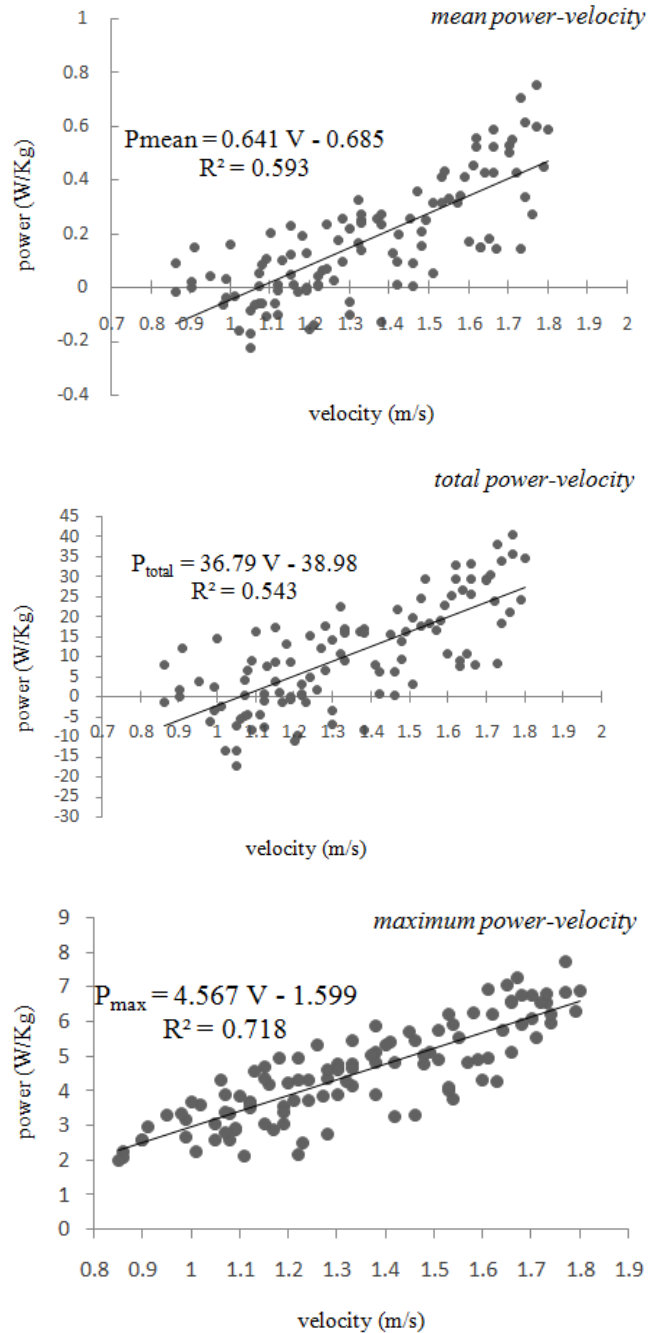 mean power-velocity
1
0.8
0.6
0.4
0.2
0
-0.2
-0.4
Pmean = 0.641 V - 0.685
R² = 0.593
power (W/Kg)
0.7 0.8 0.9 1 1.1 1.2 1.3 1.4 1.5 1.6 1.7 1.8 1.9 2
velocity (m/s)
total power-velocity
45
40
35
30
25
20
15
10
5
0
-5
-10
-15
-20
-25
-30
P_total = 36.79 V - 38.98
R² = 0.543
power (W/Kg)
0.7 0.8 0.9 1 1.1 1.2 1.3 1.4 1.5 1.6 1.7 1.8 1.9 2
velocity (m/s)
maximum power-velocity
9
8
7
6
5
4
3
2
1
0
P_max = 4.567 V - 1.599
R² = 0.718
power (W/Kg)
0.8 0.9 1 1.1 1.2 1.3 1.4 1.5 1.6 1.7 1.8 1.9
velocity (m/s)